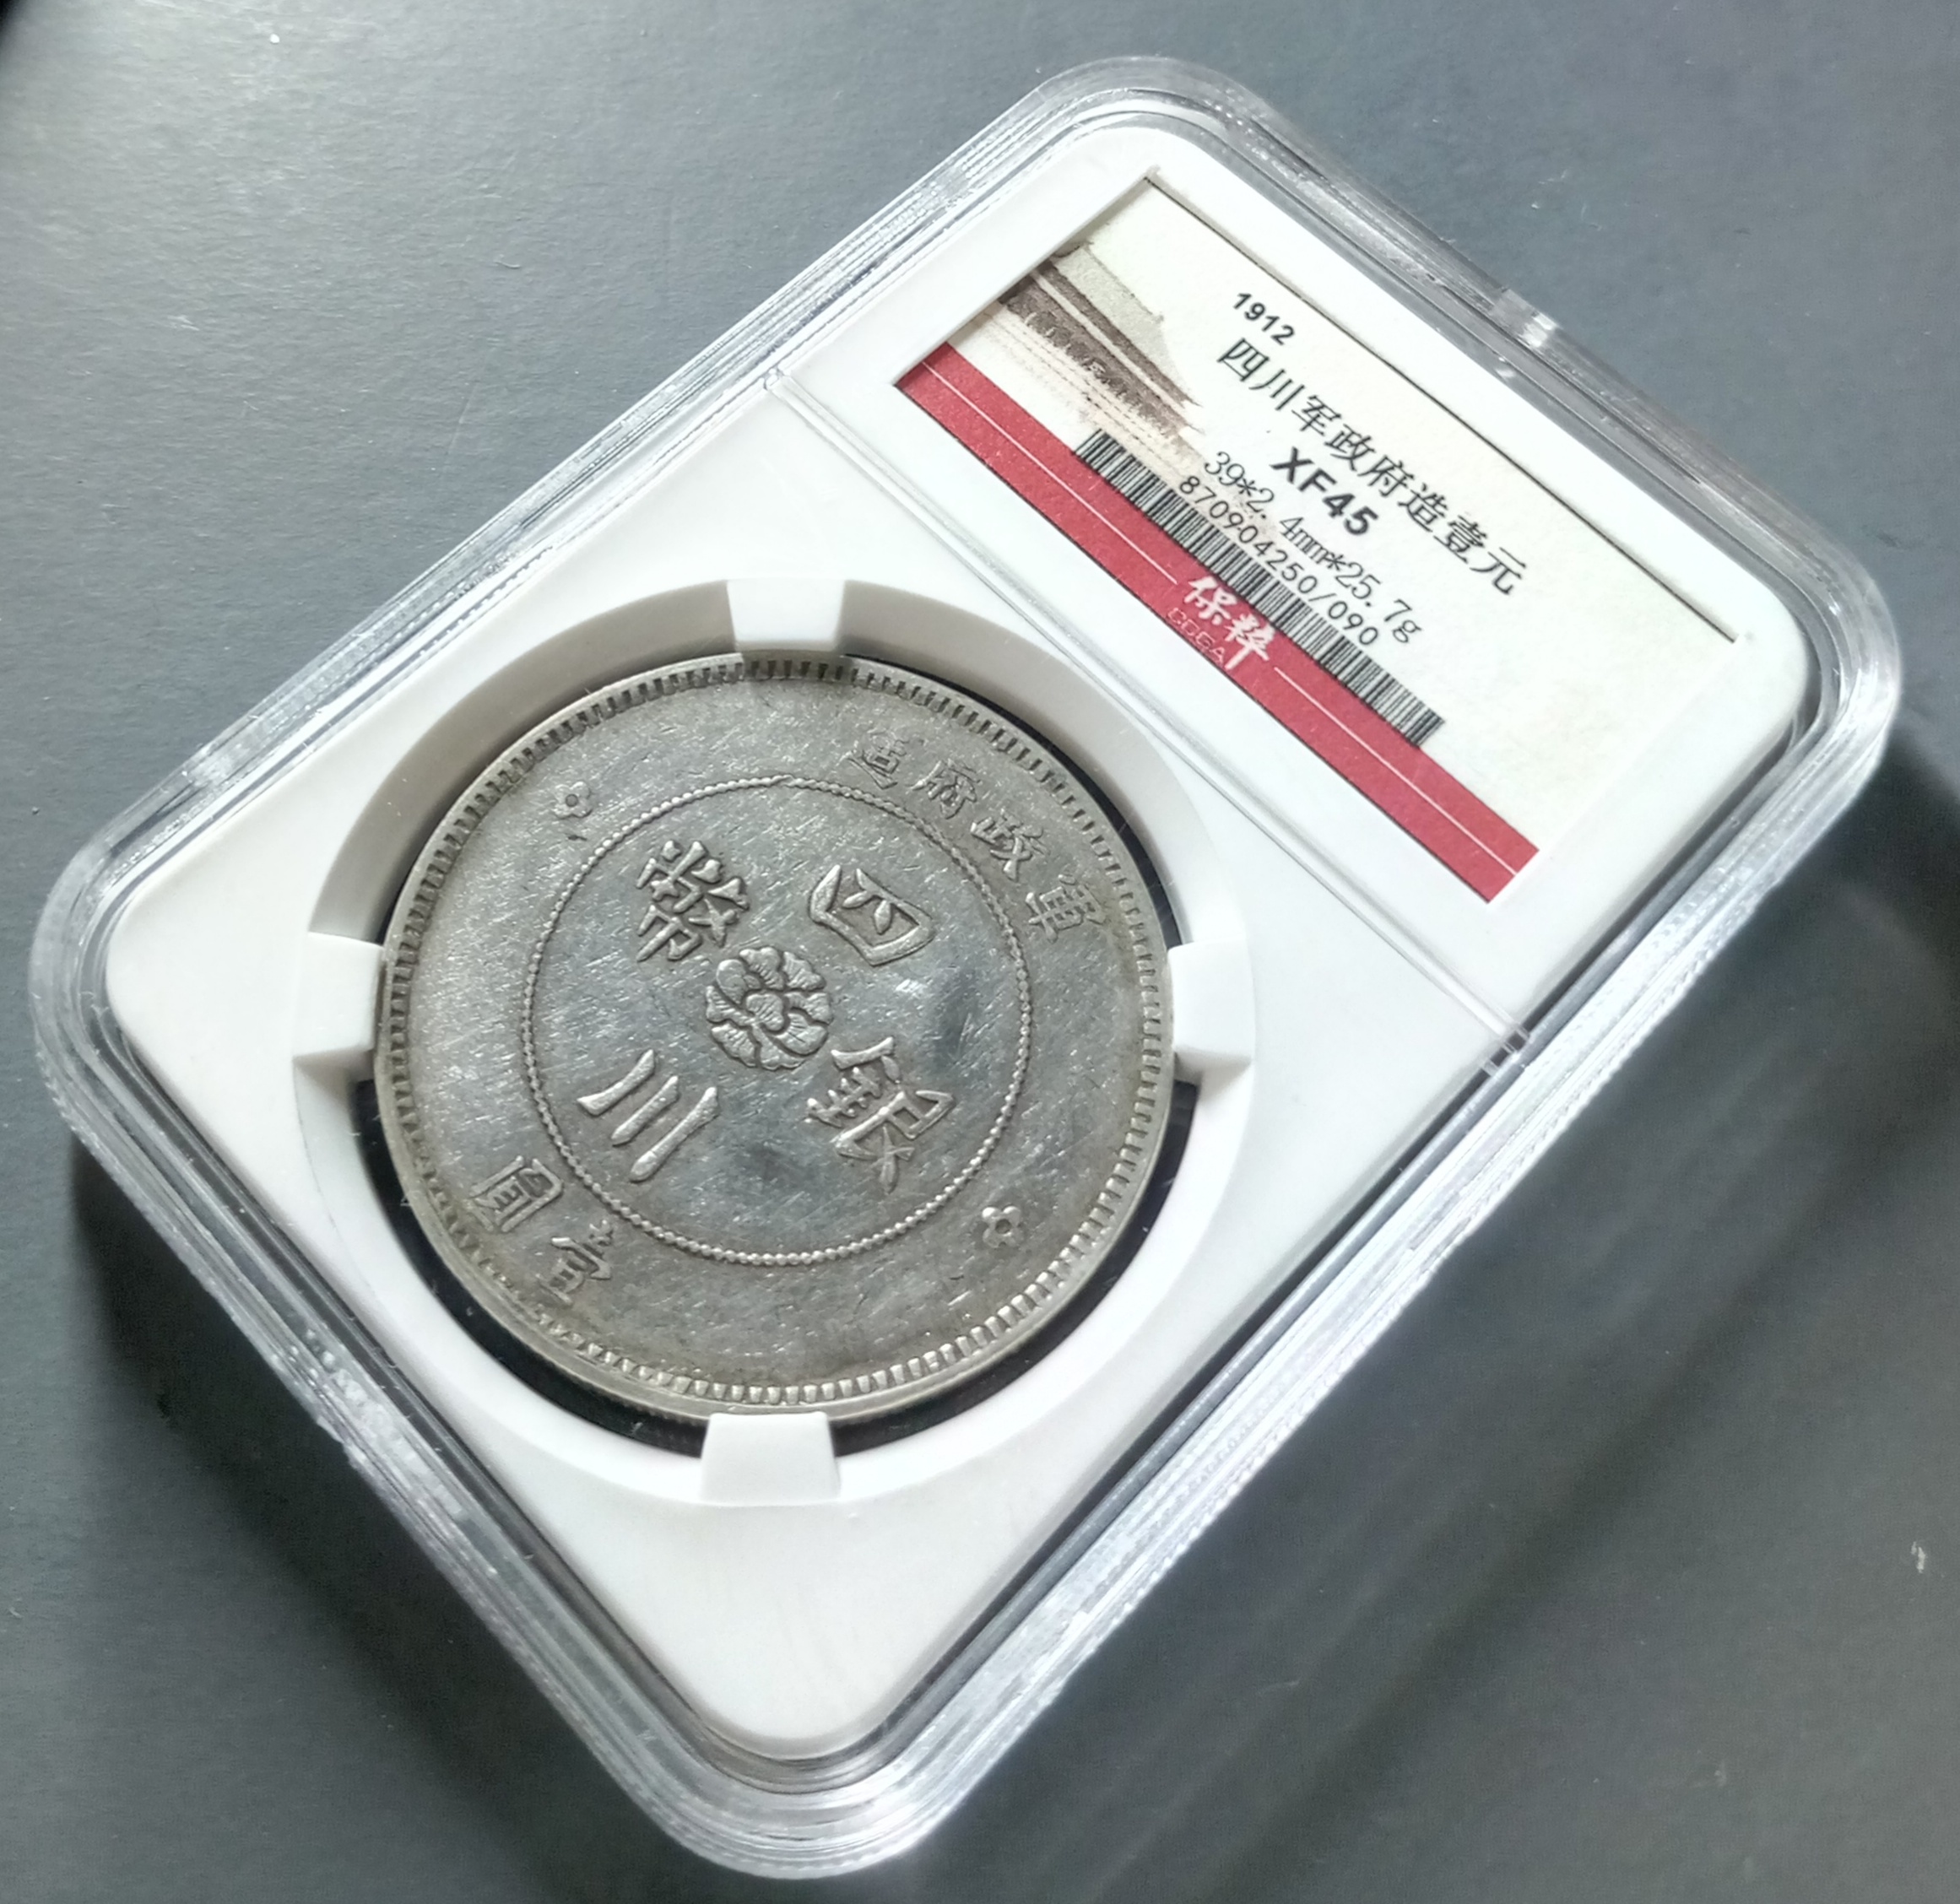 1912
四川军政府造壹元
XF45
39*2.4mm*25.7g
870904250/090
保粹
軍政府造
四川
銀幣
壹圓